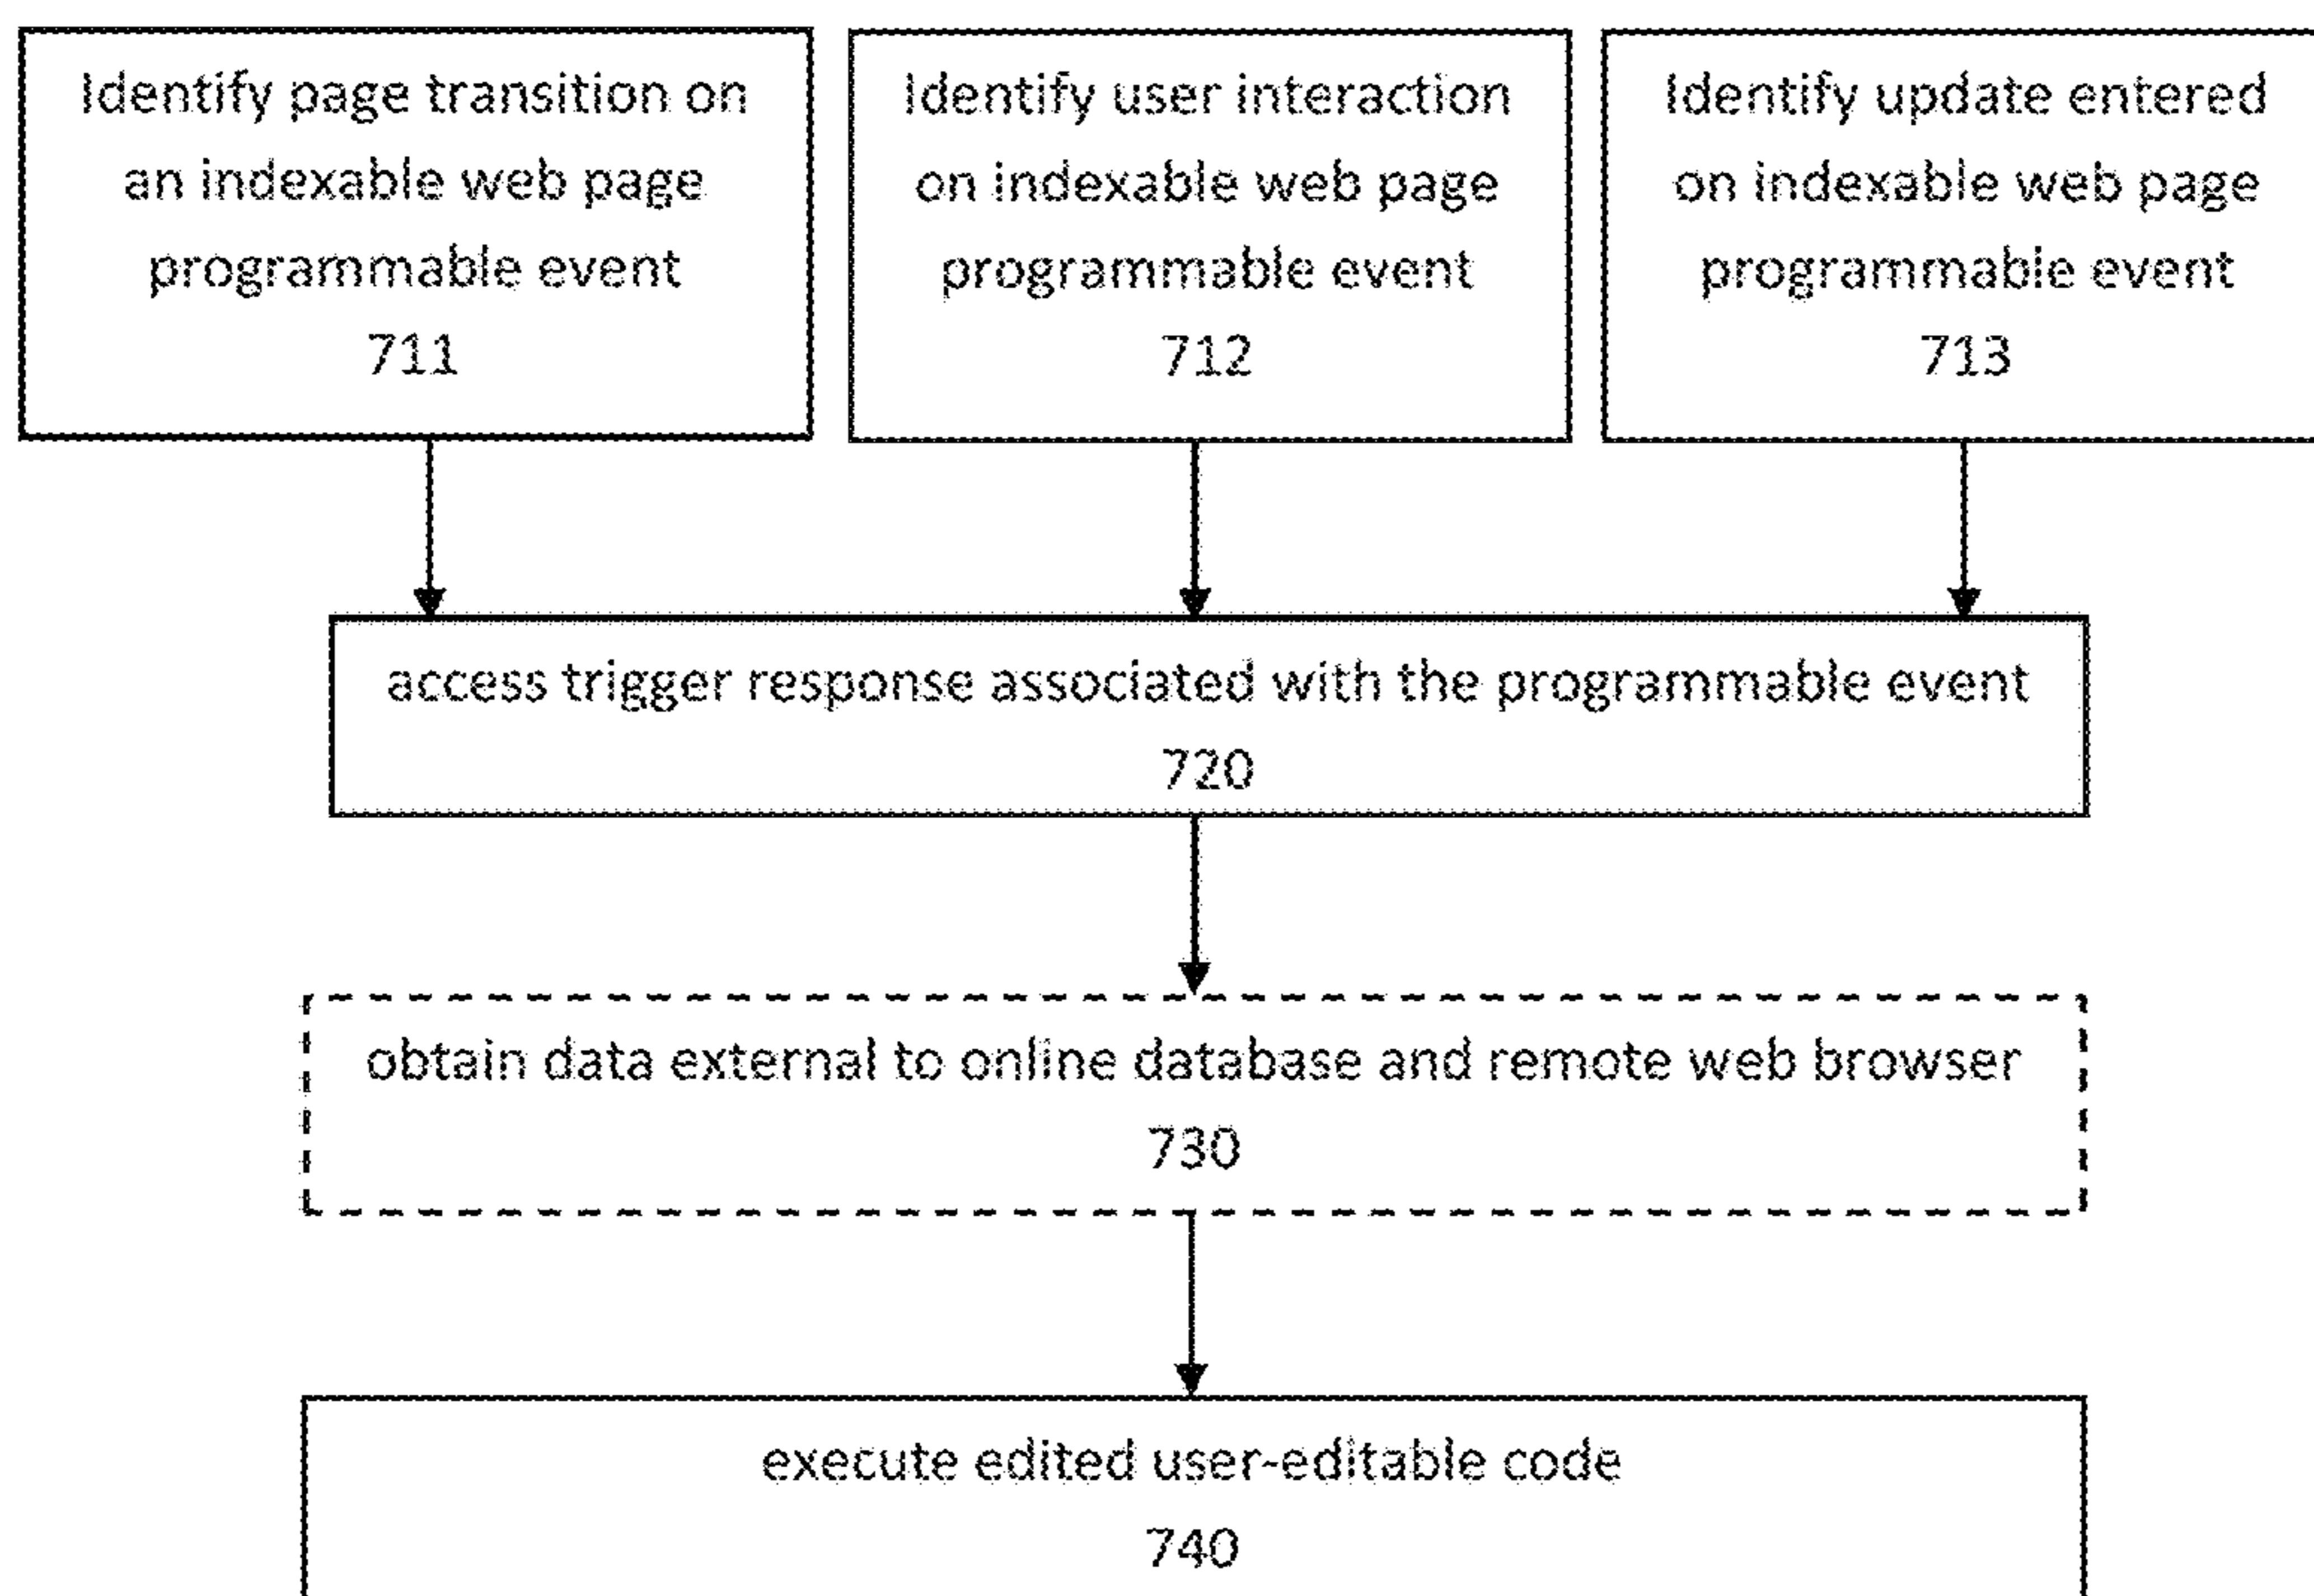 Identify page transition on
an indexable web page
programmable event
711
Identify user interaction
on indexable web page
programmable event
712
Identify update entered
on indexable web page
programmable event
713
access trigger response associated with the programmable event
720
obtain data external to online database and remote web browser
730
execute edited user-editable code
740